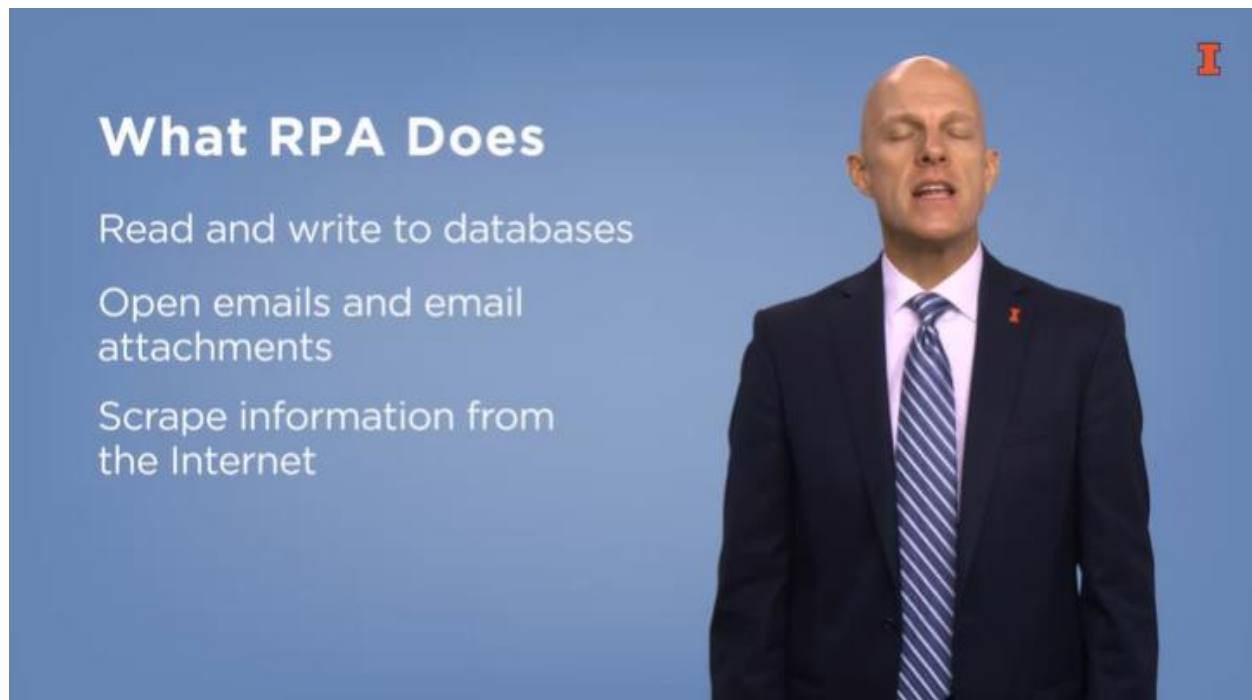 What RPA Does
Read and write to databases
Open emails and email
attachments
Scrape information from
the Internet
I
I